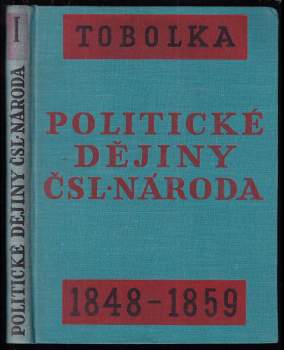 I
POLITICKÉ DĚJINY ČSL·NÁRODA
TOBOLKA
POLITICKÉ
DĚJINY
ČSL·NÁRODA
1848-1859